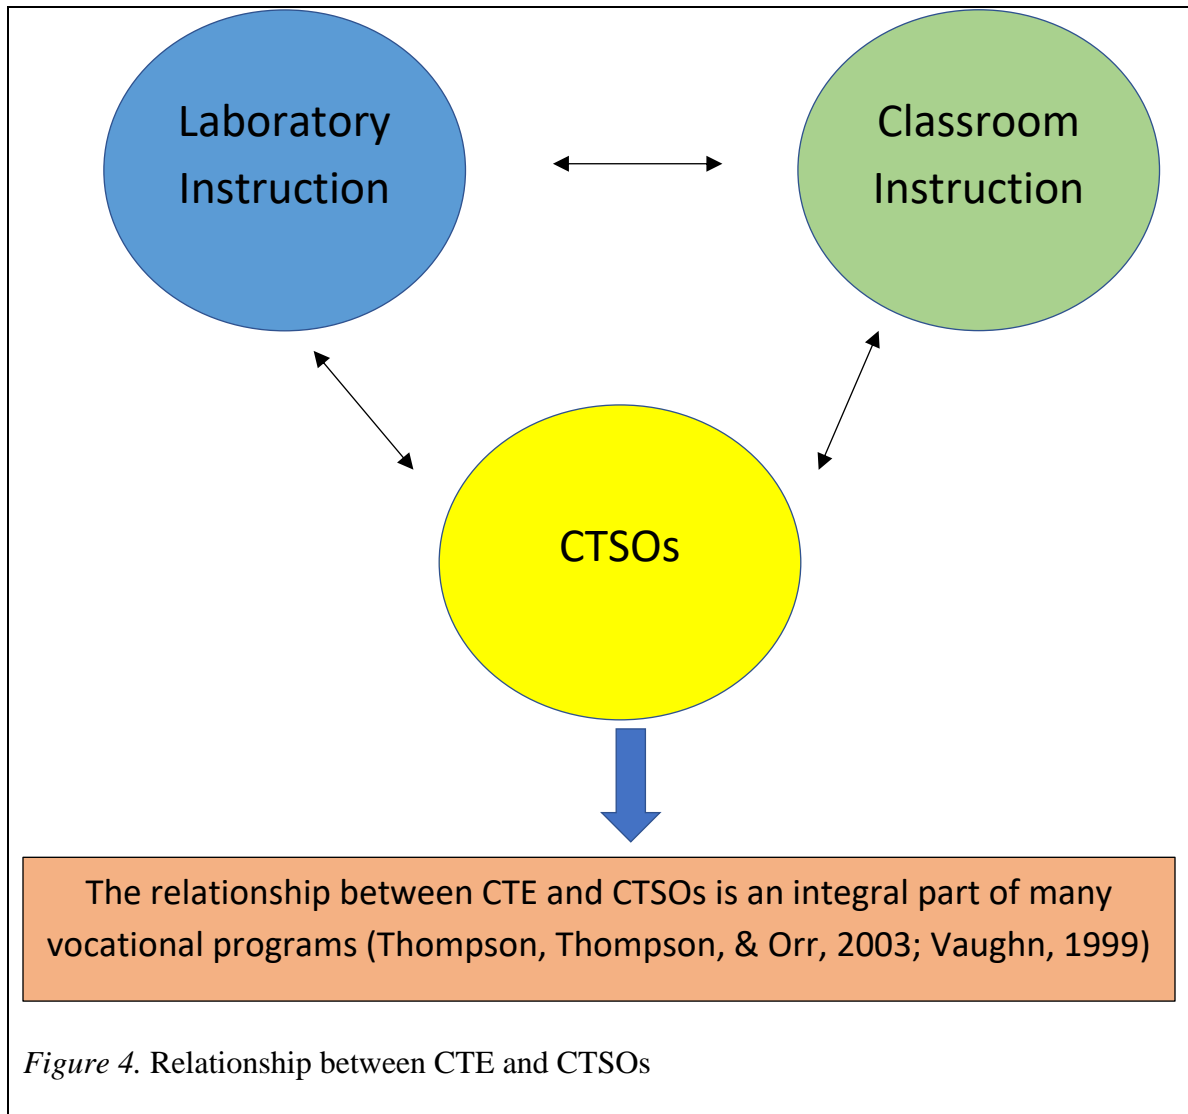 Laboratory
Instruction
Classroom
Instruction
CTSOs
The relationship between CTE and CTSOs is an integral part of many
vocational programs (Thompson, Thompson, & Orr, 2003; Vaughn, 1999)
Figure 4. Relationship between CTE and CTSOs